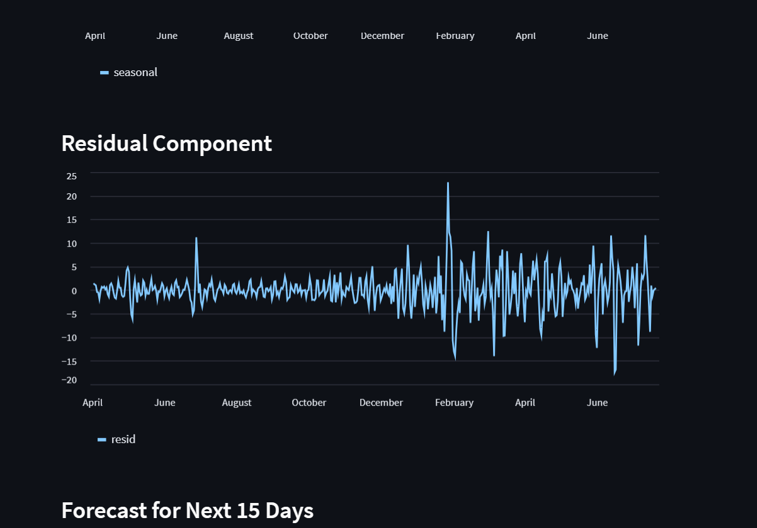 April June August October December February April June
seasonal
Residual Component
25
20
15
10
5
0
−5
−10
−15
−20
April June August October December February April June
resid
Forecast for Next 15 Days